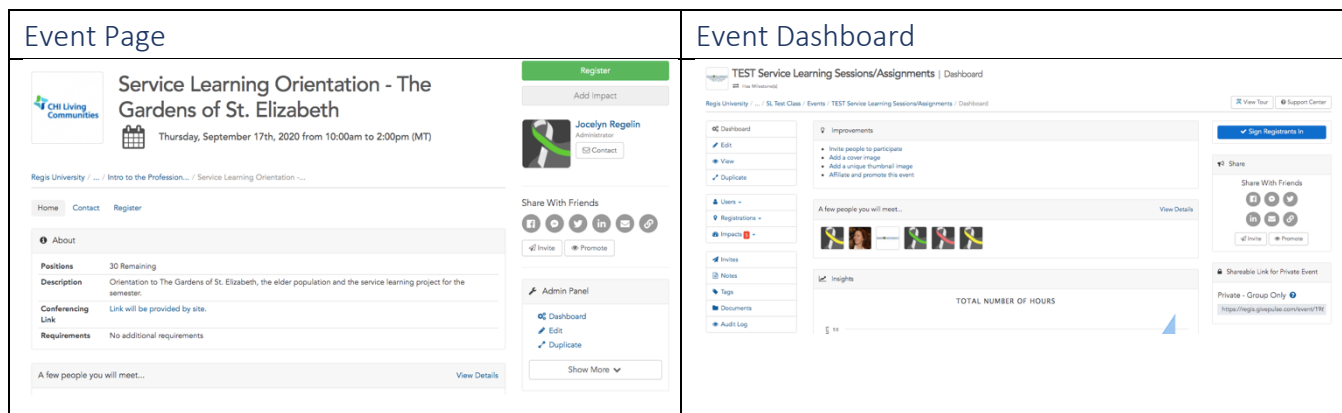 Event Page
CHI Living
Communities
Service Learning Orientation - The
Gardens of St. Elizabeth
Thursday, September 17th, 2020 from 10:00am to 2:00pm (MT)
Regis University / ... / Intro to the Profession... / Service Learning Orientation -...
Home Contact Register
About
Positions 30 Remaining
Description Orientation to The Gardens of St. Elizabeth, the elder population and the service learning project for the
semester.
Conferencing Link will be provided by site.
Link
Requirements No additional requirements
A few people you will meet... View Details
Register
Add Impact
Jocelyn Regelin
Administrator
Contact
Share With Friends
Invite Promote
Admin Panel
Dashboard
Edit
Duplicate
Show More
Event Dashboard
TEST Service Learning Sessions/Assignments | Dashboard
Regis University / ... / SL Test Class / Events / TEST Service Learning Sessions/Assignments / Dashboard
View Tour Support Center
Dashboard
Edit
View
Duplicate
Users
Registrations
Impacts
Invites
Notes
Tags
Documents
Audit Log
Improvements
Invite people to participate
Add a cover image
Add a unique thumbnail image
Affiliate and promote this event
A few people you will meet... View Details
Insights
TOTAL NUMBER OF HOURS
Sign Registrants In
Share
Share With Friends
Invite Promote
Shareable Link for Private Event
Private - Group Only